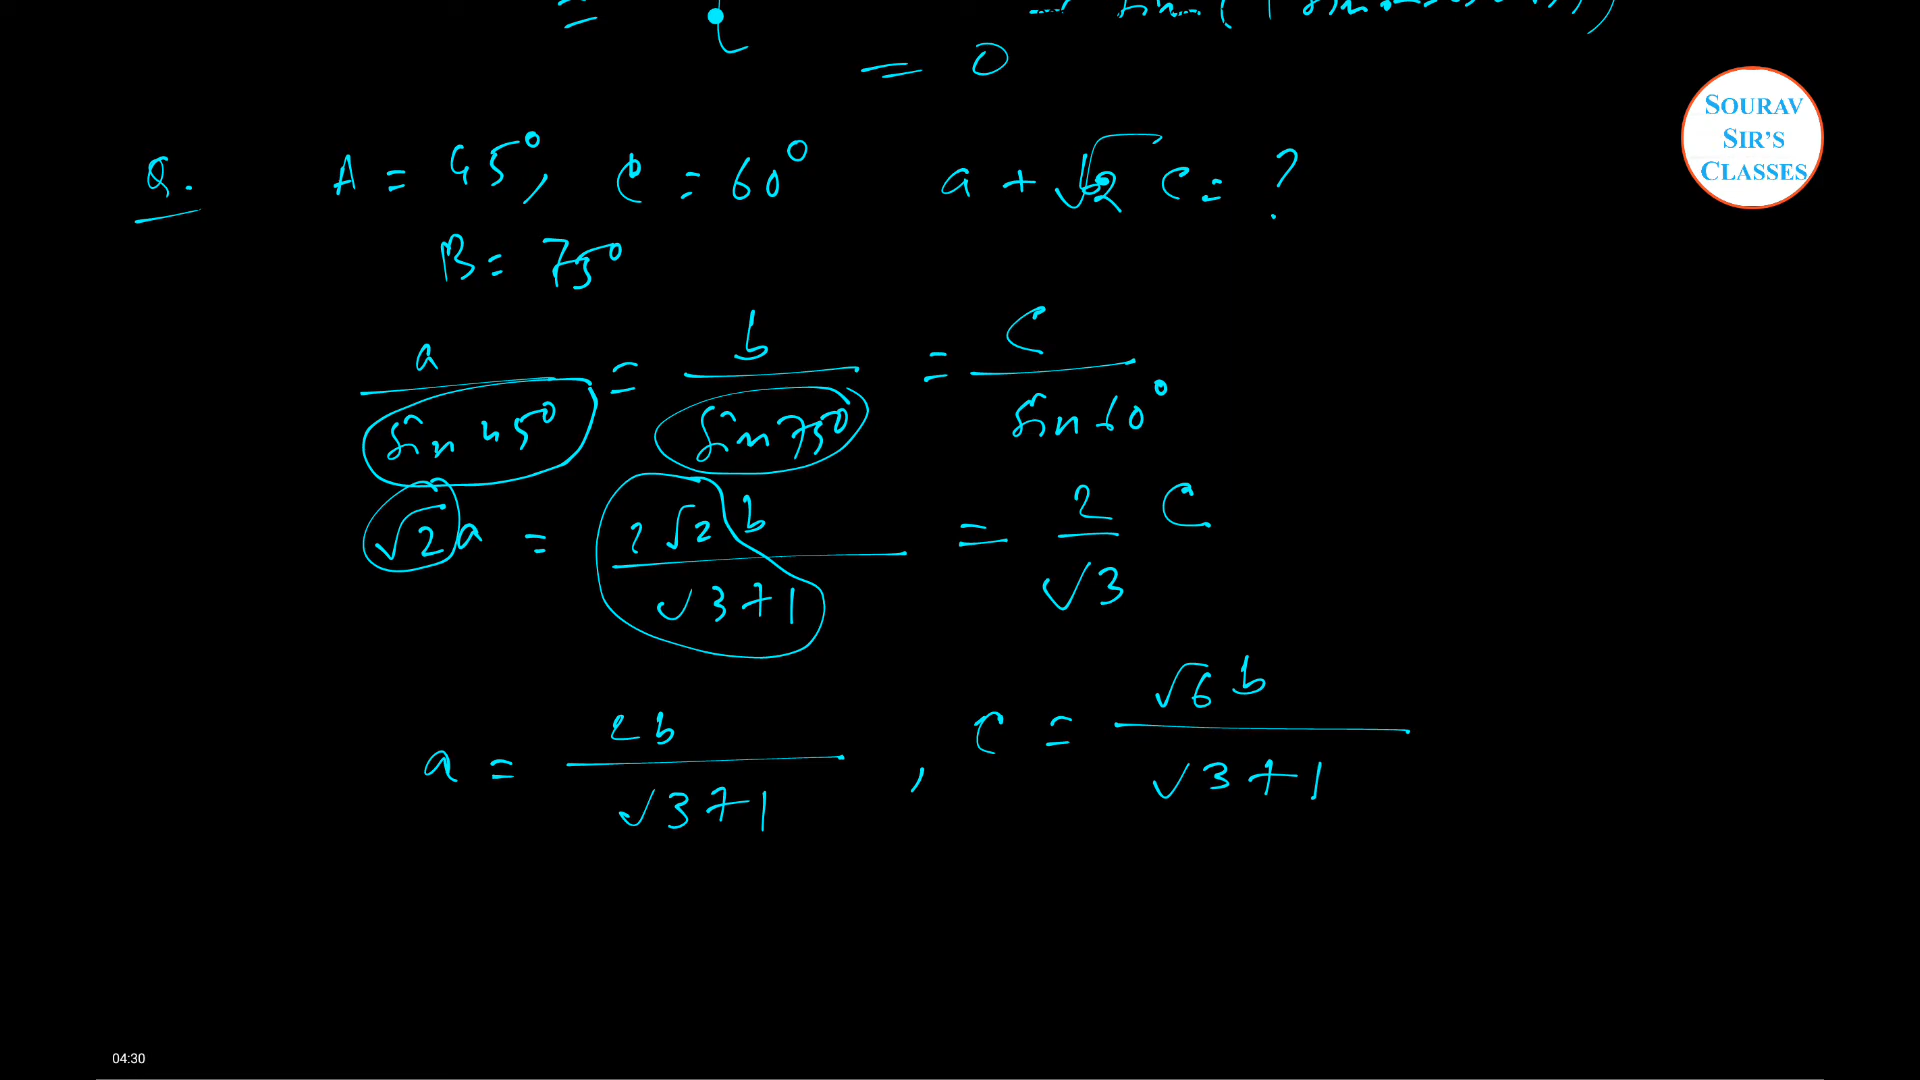 = 0
Q. A = 45°, C = 60° a + √2 c = ?
B = 75°
a/sin 45° = b/sin 75° = c/sin 60°
√2 a = 2√2 b/√3+1 = 2/√3 c
a = 2b/√3+1 , c = √6 b/√3+1
SOURAV
SIR'S
CLASSES
04:30